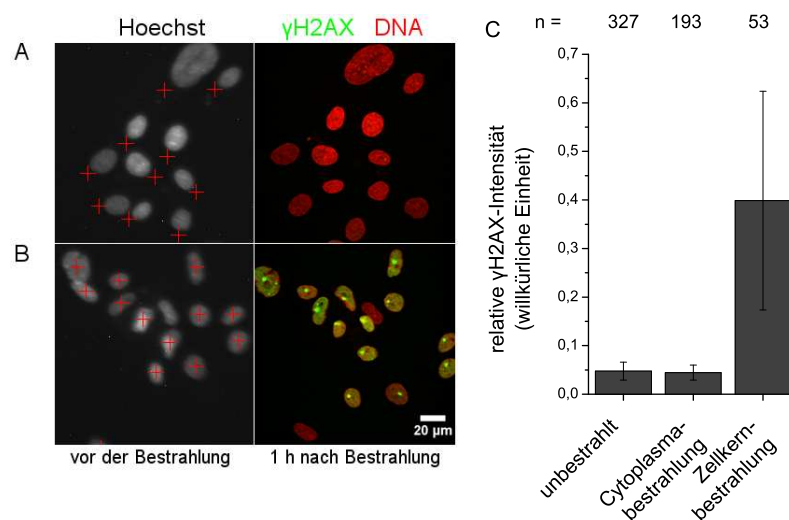 Hoechst
γH2AX DNA
A
B
20 µm
vor der Bestrahlung
1 h nach Bestrahlung
C
n = 327 193 53
relative γH2AX-Intensität
(willkürliche Einheit)
0,7
0,6
0,5
0,4
0,3
0,2
0,1
0,0
unbestrahlt
Cytoplasma-
bestrahlung
Zellkern-
bestrahlung